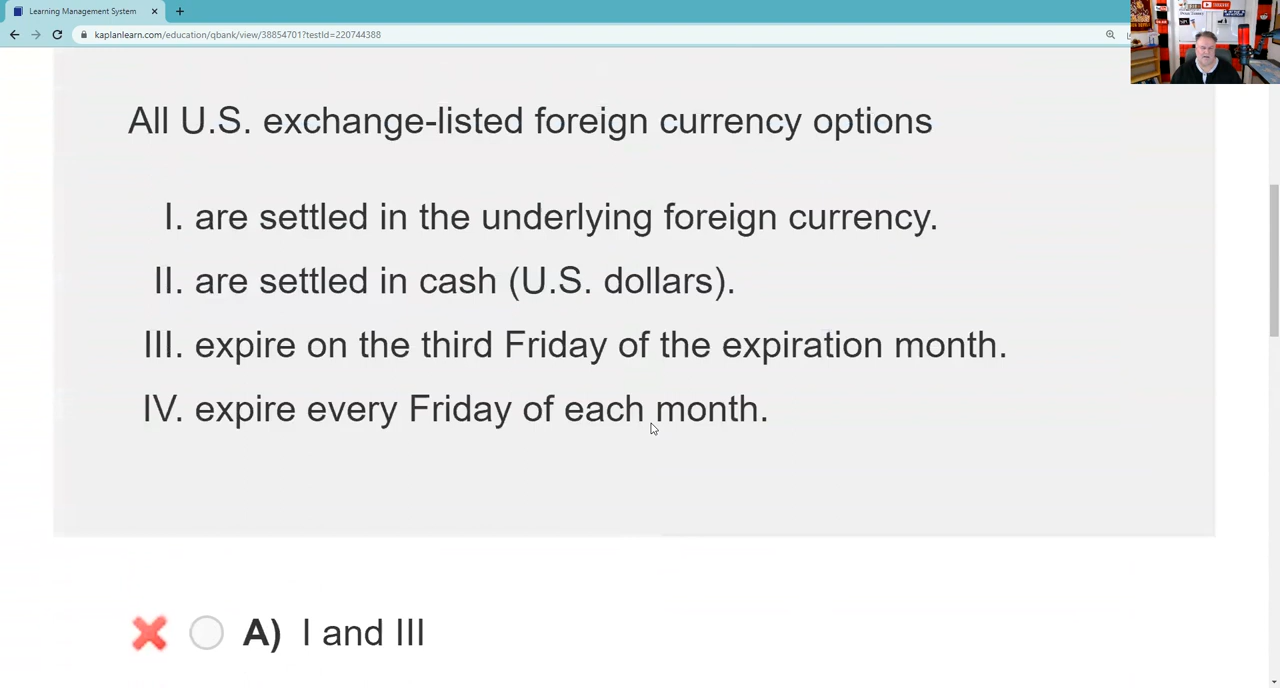 Learning Management System
kaplanlearn.com/education/qbank/view/38854701?testId=220744388
All U.S. exchange-listed foreign currency options
I. are settled in the underlying foreign currency.
II. are settled in cash (U.S. dollars).
III. expire on the third Friday of the expiration month.
IV. expire every Friday of each month.
A) I and III